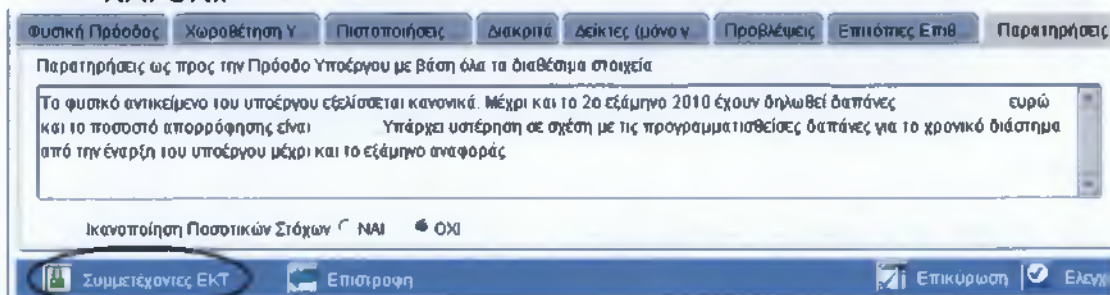 Φυσική Πρόοδος Χωροθέτηση Υ Πιστοποιήσεις Διακριτά Δείκτες (μόνο γ Προβλέψεις Επιτόπιες Επιθ Παρατηρήσεις
Παρατηρήσεις ως προς την Πρόοδο Υποέργου με βάση όλα τα διαθέσιμα στοιχεία
Το φυσικό αντικείμενο του υποέργου εξελίσσεται κανονικά. Μέχρι και το 2ο εξάμηνο 2010 έχουν δηλωθεί δαπάνες ευρώ
και το ποσοστό απορρόφησης είναι Υπάρχει υστέρηση σε σχέση με τις προγραμματισθείσες δαπάνες για το χρονικό διάστημα
από την έναρξη του υποέργου μέχρι και το εξάμηνο αναφοράς
Ικανοποίηση Ποσοτικών Στόχων ΝΑΙ ΟΧΙ
Συμμετέχοντες ΕΚΤ Επιστροφη Επικύρωση Ελεγχ